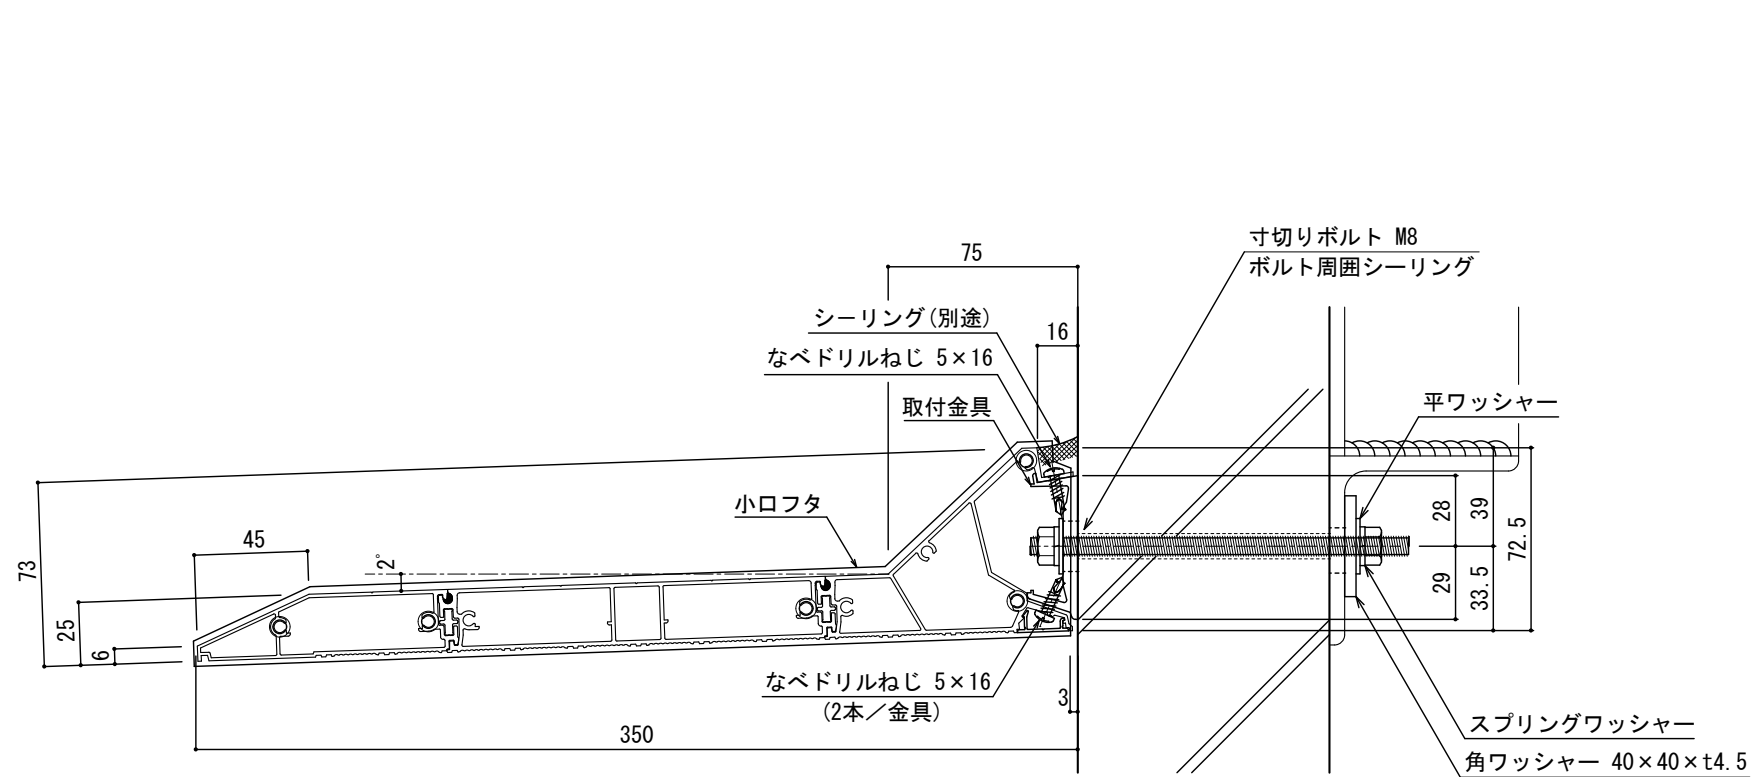 寸切りボルト M8
ボルト周囲シーリング
75
シーリング(別途)
16
なベドリルねじ 5×16
取付金具
平ワッシャー
小口フタ
28
39
72.5
45
2°
73
29
33.5
25
6
なベドリルねじ 5×16
(2本／金具)
3
350
スプリングワッシャー
角ワッシャー 40×40×t4.5